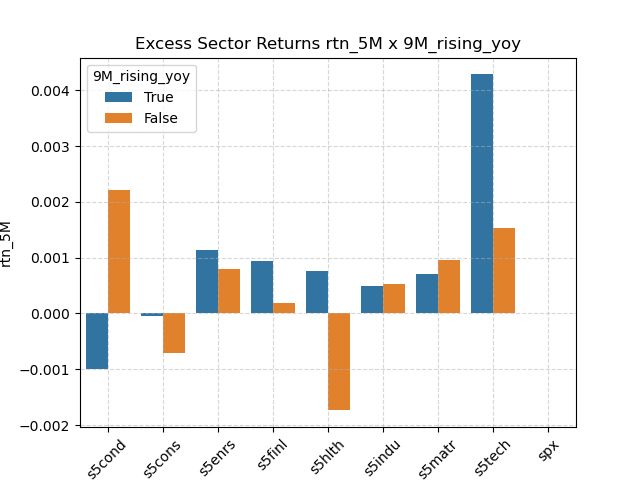 Excess Sector Returns rtn_5M x 9M_rising_yoy
9M_rising_yoy
True
False
0.004
0.003
0.002
0.001
0.000
−0.001
−0.002
rtn_5M
s5cond
s5cons
s5enrs
s5finl
s5hlth
s5indu
s5matr
s5tech
spx